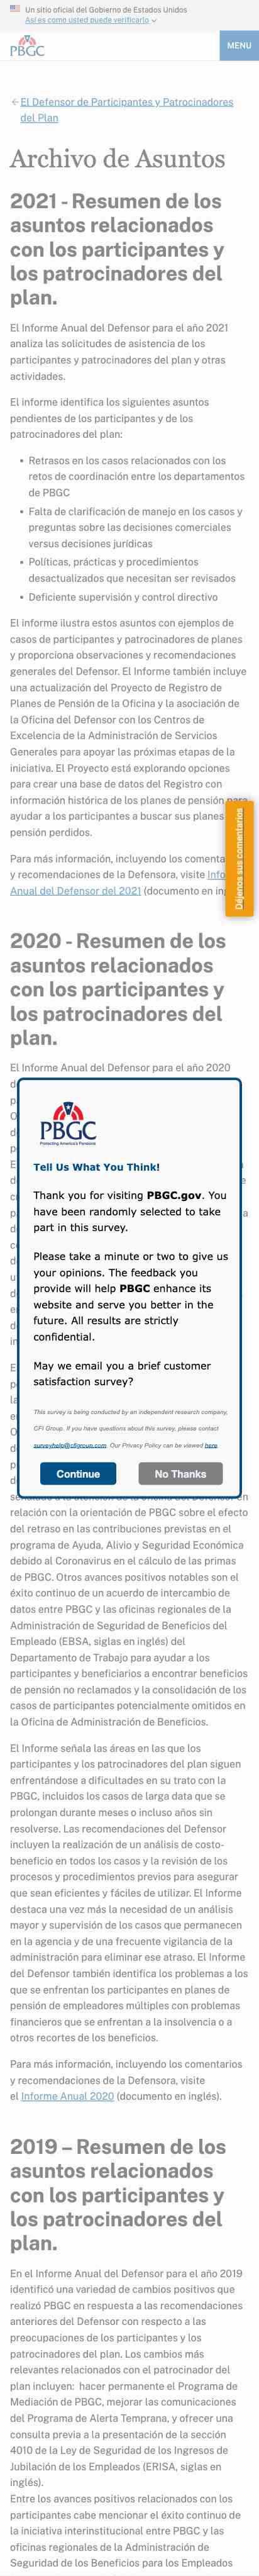 Un sitio oficial del Gobierno de Estados Unidos
Así es como usted puede verificarlo
PBGC
MENU
El Defensor de Participantes y Patrocinadores
del Plan
Archivo de Asuntos
2021 - Resumen de los
asuntos relacionados
con los participantes y
los patrocinadores del
plan.
El Informe Anual del Defensor para el año 2021
analiza las solicitudes de asistencia de los
participantes y patrocinadores del plan y otras
actividades.
El informe identifica los siguientes asuntos
pendientes de los participantes y de los
patrocinadores del plan:
• Retrasos en los casos relacionados con los
retos de coordinación entre los departamentos
de PBGC
• Falta de clarificación de manejo en los casos y
preguntas sobre las decisiones comerciales
versus decisiones jurídicas
• Políticas, prácticas y procedimientos
desactualizados que necesitan ser revisados
• Deficiente supervisión y control directivo
El informe ilustra estos asuntos con ejemplos de
casos de participantes y patrocinadores de planes
y proporciona observaciones y recomendaciones
generales del Defensor. El Informe también incluye
una actualización del Proyecto de Registro de
Planes de Pensión de la Oficina y la asociación de
la Oficina del Defensor con los Centros de
Excelencia de la Administración de Servicios
Generales para apoyar las próximas etapas de la
iniciativa. El Proyecto está explorando opciones
para crear una base de datos del Registro con
información histórica de los planes de pensión para
ayudar a los participantes a buscar sus planes
pensión perdidos.
Para más información, incluyendo los comenta
y recomendaciones de la Defensora, visite Info
Anual del Defensor del 2021 (documento en in
Déjenos sus comentarios
2020 - Resumen de los
asuntos relacionados
con los participantes y
los patrocinadores del
plan.
El Informe Anual del Defensor para el año 2020
PBGC
Protecting America's Pensions
Tell Us What You Think!
Thank you for visiting PBGC.gov. You
have been randomly selected to take
part in this survey.
Please take a minute or two to give us
your opinions. The feedback you
provide will help PBGC enhance its
website and serve you better in the
future. All results are strictly
confidential.
May we email you a brief customer
satisfaction survey?
This survey is being conducted by an independent research company,
CFI Group. If you have questions about this survey, please contact
surveyhelp@cfigroup.com. Our Privacy Policy can be viewed here.
Continue
No Thanks
relación con la orientación de PBGC sobre el efecto
del retraso en las contribuciones previstas en el
programa de Ayuda, Alivio y Seguridad Económica
debido al Coronavirus en el cálculo de las primas
de PBGC. Otros avances positivos notables son el
éxito continuo de un acuerdo de intercambio de
datos entre PBGC y las oficinas regionales de la
Administración de Seguridad de Beneficios del
Empleado (EBSA, siglas en inglés) del
Departamento de Trabajo para ayudar a los
participantes y beneficiarios a encontrar beneficios
de pensión no reclamados y la consolidación de los
casos de participantes potencialmente omitidos en
la Oficina de Administración de Beneficios.
El Informe señala las áreas en las que los
participantes y los patrocinadores del plan siguen
enfrentándose a dificultades en su trato con la
PBGC, incluidos los casos de larga data que se
prolongan durante meses o incluso años sin
resolverse. Las recomendaciones del Defensor
incluyen la realización de un análisis de costo-
beneficio en todos los casos y la revisión de los
procesos y procedimientos previos para asegurar
que sean eficientes y fáciles de utilizar. El Informe
destaca una vez más la necesidad de un análisis
mayor y supervisión de los casos que permanecen
en la agencia y de una frecuente vigilancia de la
administración para eliminar ese atraso. El Informe
del Defensor también identifica los problemas a los
que se enfrentan los participantes en planes de
pensión de empleadores múltiples con problemas
financieros que se enfrentan a la insolvencia o a
otros recortes de los beneficios.
Para más información, incluyendo los comentarios
y recomendaciones de la Defensora, visite
el Informe Anual 2020 (documento en inglés).
2019 – Resumen de los
asuntos relacionados
con los participantes y
los patrocinadores del
plan.
En el Informe Anual del Defensor para el año 2019
identificó una variedad de cambios positivos que
realizó PBGC en respuesta a las recomendaciones
anteriores del Defensor con respecto a las
preocupaciones de los participantes y los
patrocinadores del plan. Los cambios más
relevantes relacionados con el patrocinador del
plan incluyen: hacer permanente el Programa de
Mediación de PBGC, mejorar las comunicaciones
del Programa de Alerta Temprana, y ofrecer una
consulta previa a la presentación de la sección
4010 de la Ley de Seguridad de los Ingresos de
Jubilación de los Empleados (ERISA, siglas en
inglés).
Entre los avances positivos relacionados con los
participantes cabe mencionar el éxito continuo de
la iniciativa interinstitucional entre PBGC y las
oficinas regionales de la Administración de
Seguridad de los Beneficios para los Empleados